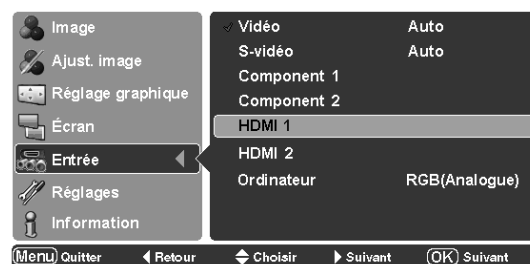 Image
Ajust. image
Réglage graphique
Écran
Entrée
Réglages
Information
Vidéo Auto
S-vidéo Auto
Component 1
Component 2
HDMI 1
HDMI 2
Ordinateur RGB(Analogue)
Menu Quitter Retour Choisir Suivant OK Suivant